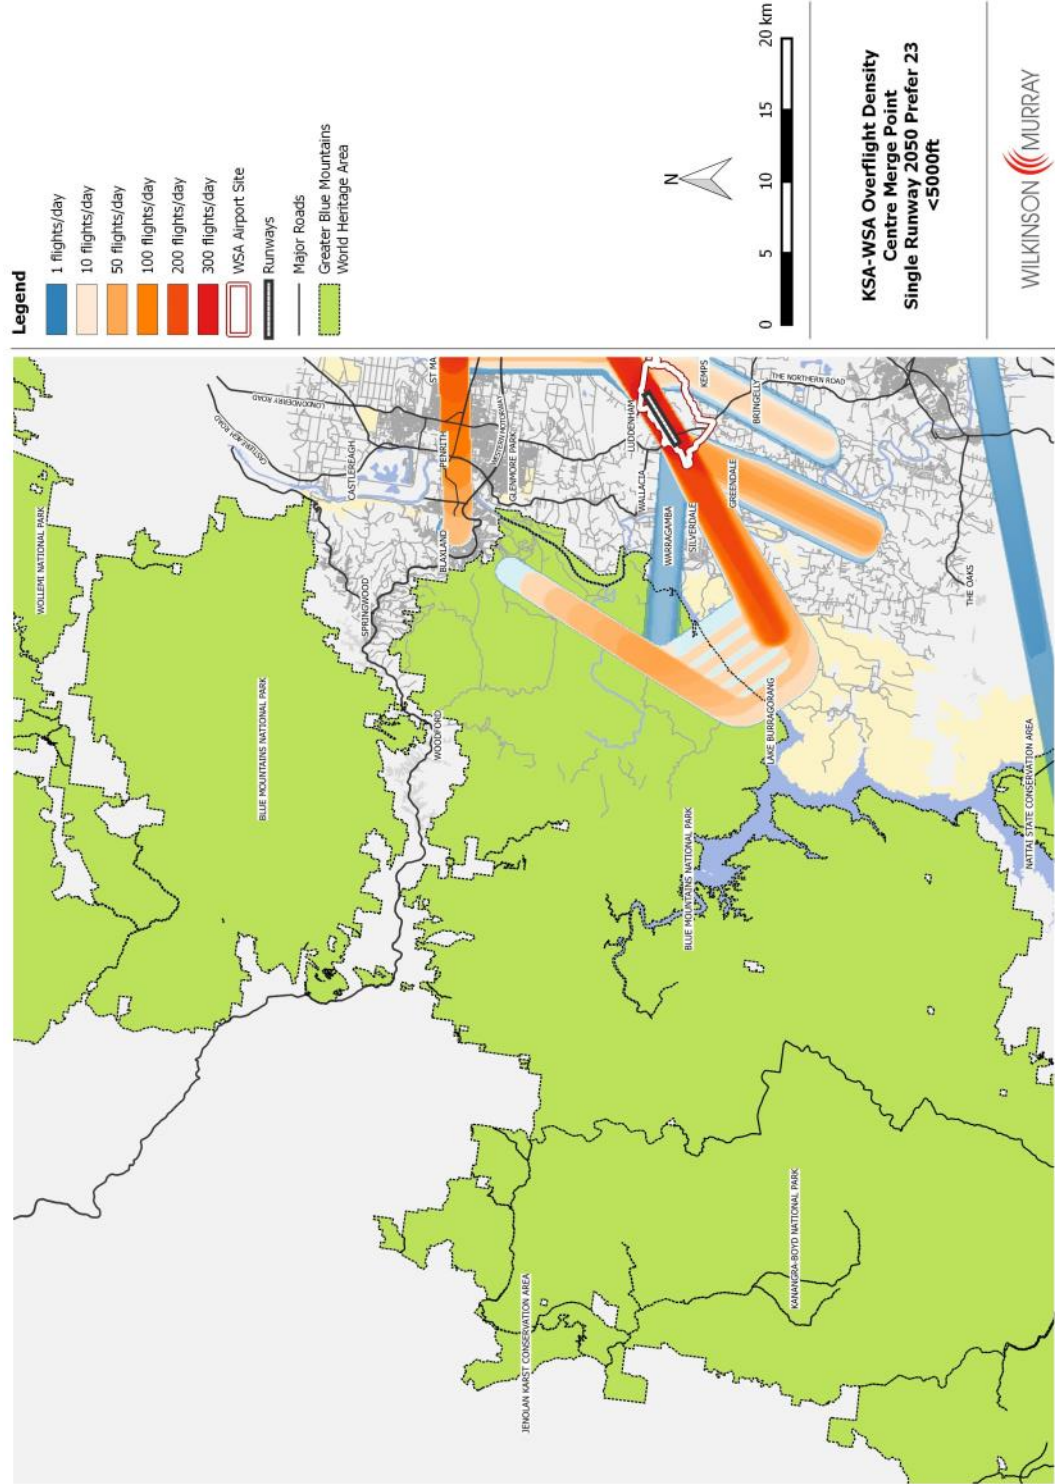 Legend
1 flights/day
10 flights/day
50 flights/day
100 flights/day
200 flights/day
300 flights/day
WSA Airport Site
Runways
Major Roads
Greater Blue Mountains
World Heritage Area
N
0 5 10 15 20 km
KSA-WSA Overflight Density
Centre Merge Point
Single Runway 2050 Prefer 23
<5000ft
WILKINSON MURRAY
WOLLEMI NATIONAL PARK
CASTLEREAGH ROAD
LONDONDERRY ROAD
BLUE MOUNTAINS NATIONAL PARK
CASTLEREAGH
SPRINGWOOD
ST MA
PENRITH
BLAXLAND
WOODFORD
WESTERN MOTORWAY
GLENMORE PARK
JENOLAN KARST CONSERVATION AREA
LUDDENHAM
WALLACIA
WARRAGAMBA
SILVERDALE
KEMPS
GREENDALE
BRINGELLY
THE NORTHERN ROAD
BLUE MOUNTAINS NATIONAL PARK
LAKE BURRAGORANG
KANANGRA-BOYD NATIONAL PARK
THE OAKS
NATTAI STATE CONSERVATION AREA